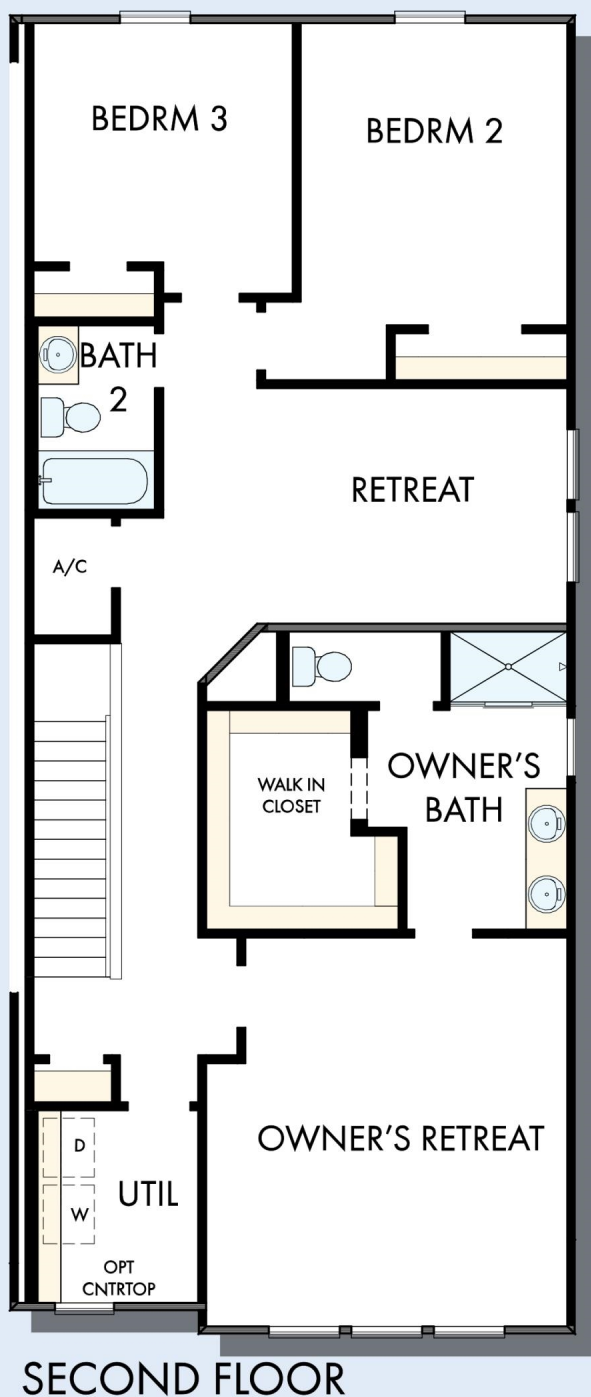 BEDRM 3
BEDRM 2
BATH
2
RETREAT
A/C
WALK IN
CLOSET
OWNER'S
BATH
OWNER'S RETREAT
D
W
UTIL
OPT
CNTRTOP
SECOND FLOOR